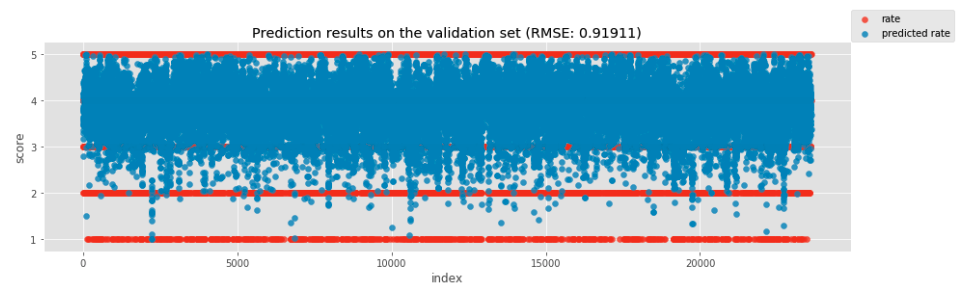 rate
predicted rate
Prediction results on the validation set (RMSE: 0.91911)
5
4
3
2
1
score
0 5000 10000 15000 20000
index